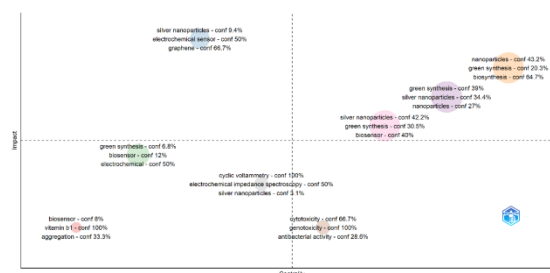 silver nanoparticles - conf 9.4%
electrochemical sensor - conf 50%
graphene - conf 66.7%
nanoparticles - conf 43.2%
green synthesis - conf 20.3%
biosynthesis - conf 64.7%
green synthesis - conf 39%
silver nanoparticles - conf 34.4%
nanoparticles - conf 27%
silver nanoparticles - conf 42.2%
green synthesis - conf 30.5%
biosensor - conf 40%
Impact
green synthesis - conf 6.8%
biosensor - conf 12%
electrochemical - conf 50%
cyclic voltammetry - conf 100%
electrochemical impedance spectroscopy - conf 50%
silver nanoparticles - conf 3.1%
biosensor - conf 8%
vitamin b1 - conf 100%
aggregation - conf 33.3%
cytotoxicity - conf 66.7%
genotoxicity - conf 100%
antibacterial activity - conf 28.6%